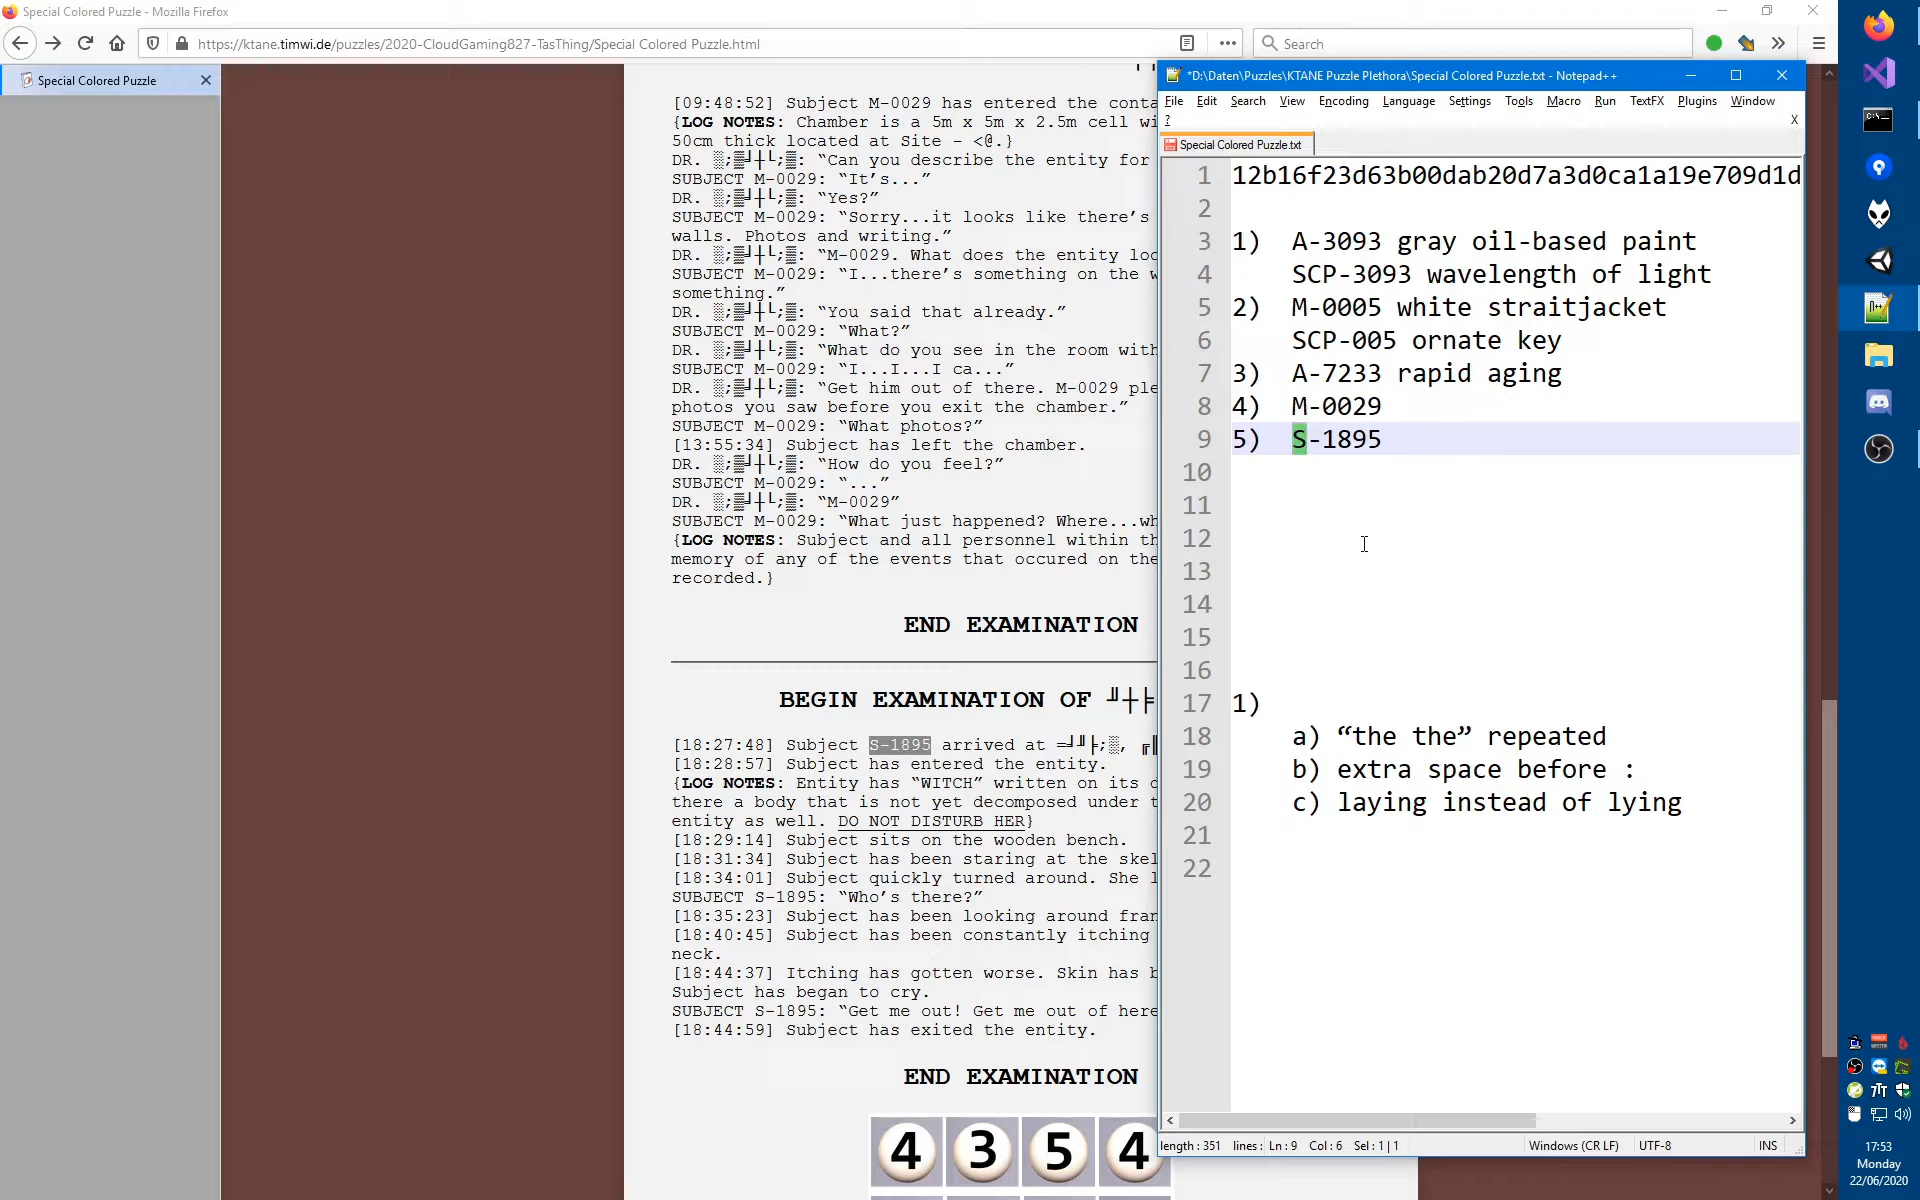 Special Colored Puzzle - Mozilla Firefox
https://ktane.timwi.de/puzzles/2020-CloudGaming827-TasThing/Special Colored Puzzle.html
Search
Special Colored Puzzle
[09:48:52] Subject M-0029 has entered the conta
{LOG NOTES: Chamber is a 5m x 5m x 2.5m cell wi
50cm thick located at Site - <@.}
DR. ░;▒╜┼╘;▒: “Can you describe the entity for
SUBJECT M-0029: “It’s...”
DR. ░;▒╜┼╘;▒: “Yes?”
SUBJECT M-0029: “Sorry...it looks like there’s
walls. Photos and writing.”
DR. ░;▒╜┼╘;▒: “M-0029. What does the entity loo
SUBJECT M-0029: “I...there’s something on the w
something.”
DR. ░;▒╜┼╘;▒: “You said that already.”
SUBJECT M-0029: “What?”
DR. ░;▒╜┼╘;▒: “What do you see in the room with
SUBJECT M-0029: “I...I...I ca...”
DR. ░;▒╜┼╘;▒: “Get him out of there. M-0029 ple
photos you saw before you exit the chamber.”
SUBJECT M-0029: “What photos?”
[13:55:34] Subject has left the chamber.
DR. ░;▒╜┼╘;▒: “How do you feel?”
SUBJECT M-0029: “...”
DR. ░;▒╜┼╘;▒: “M-0029”
SUBJECT M-0029: “What just happened? Where...wh
{LOG NOTES: Subject and all personnel within th
memory of any of the events that occured on the
recorded.}
END EXAMINATION
BEGIN EXAMINATION OF ╜┼╞
[18:27:48] Subject S-1895 arrived at
[18:28:57] Subject has entered the entity.
{LOG NOTES: Entity has “WITCH” written on its c
there a body that is not yet decomposed under t
entity as well. DO NOT DISTURB HER}
[18:29:14] Subject sits on the wooden bench.
[18:31:34] Subject has been staring at the skel
[18:34:01] Subject quickly turned around. She l
SUBJECT S-1895: “Who’s there?”
[18:35:23] Subject has been looking around fran
[18:40:45] Subject has been constantly itching
neck.
[18:44:37] Itching has gotten worse. Skin has b
Subject has began to cry.
SUBJECT S-1895: “Get me out! Get me out of here
[18:44:59] Subject has exited the entity.
END EXAMINATION
4 3 5 4
*D:\Daten\Puzzles\KTANE Puzzle Plethora\Special Colored Puzzle.txt - Notepad++
File Edit Search View Encoding Language Settings Tools Macro Run TextFX Plugins Window
? X
Special Colored Puzzle.txt
1 12b16f23d63b00dab20d7a3d0ca1a19e709d1d
2
3 1) A-3093 gray oil-based paint
4 SCP-3093 wavelength of light
5 2) M-0005 white straitjacket
6 SCP-005 ornate key
7 3) A-7233 rapid aging
8 4) M-0029
9 5) S-1895
10
11
12
13
14
15
16
17 1)
18 a) “the the” repeated
19 b) extra space before :
20 c) laying instead of lying
21
22
length : 351 lines : Ln : 9 Col : 6 Sel : 1 | 1 Windows (CR LF) UTF-8 INS
17:53
Monday
22/06/2020